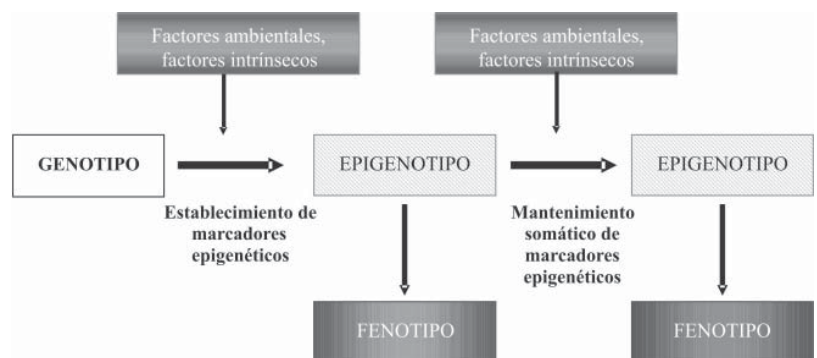 Factores ambientales,
factores intrínsecos
Factores ambientales,
factores intrínsecos
GENOTIPO
EPIGENOTIPO
EPIGENOTIPO
Establecimiento de
marcadores
epigenéticos
Mantenimiento
somático de
marcadores
epigenéticos
FENOTIPO
FENOTIPO